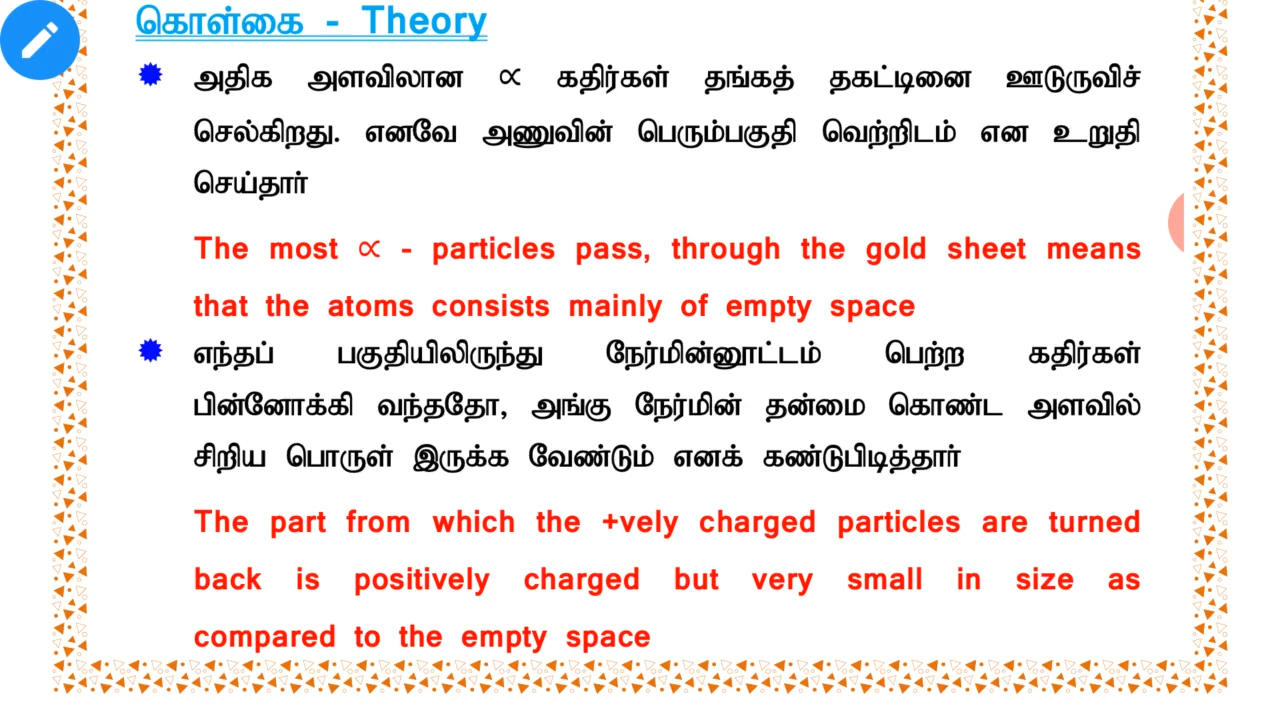 கொள்கை - Theory
அதிக அளவிலான ∝ கதிர்கள் தங்கத் தகட்டினை ஊடுருவிச்
செல்கிறது. எனவே அணுவின் பெரும்பகுதி வெற்றிடம் என உறுதி
செய்தார்
The most ∝ - particles pass, through the gold sheet means
that the atoms consists mainly of empty space
எந்தப் பகுதியிலிருந்து நேர்மின்னூட்டம் பெற்ற கதிர்கள்
பின்னோக்கி வந்ததோ, அங்கு நேர்மின் தன்மை கொண்ட அளவில்
சிறிய பொருள் இருக்க வேண்டும் எனக் கண்டுபிடித்தார்
The part from which the +vely charged particles are turned
back is positively charged but very small in size as
compared to the empty space